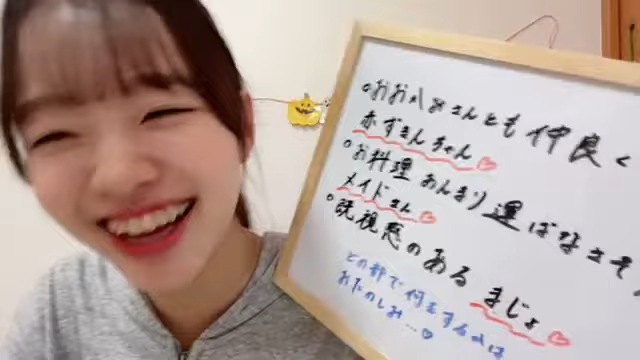 •おおかみさんとも仲良く
赤ずきんちゃん
•お料理あんまり運ばなさそ
メイドさん
•既視感のある まじょ
どの部で何をするかは
おたのしみ…